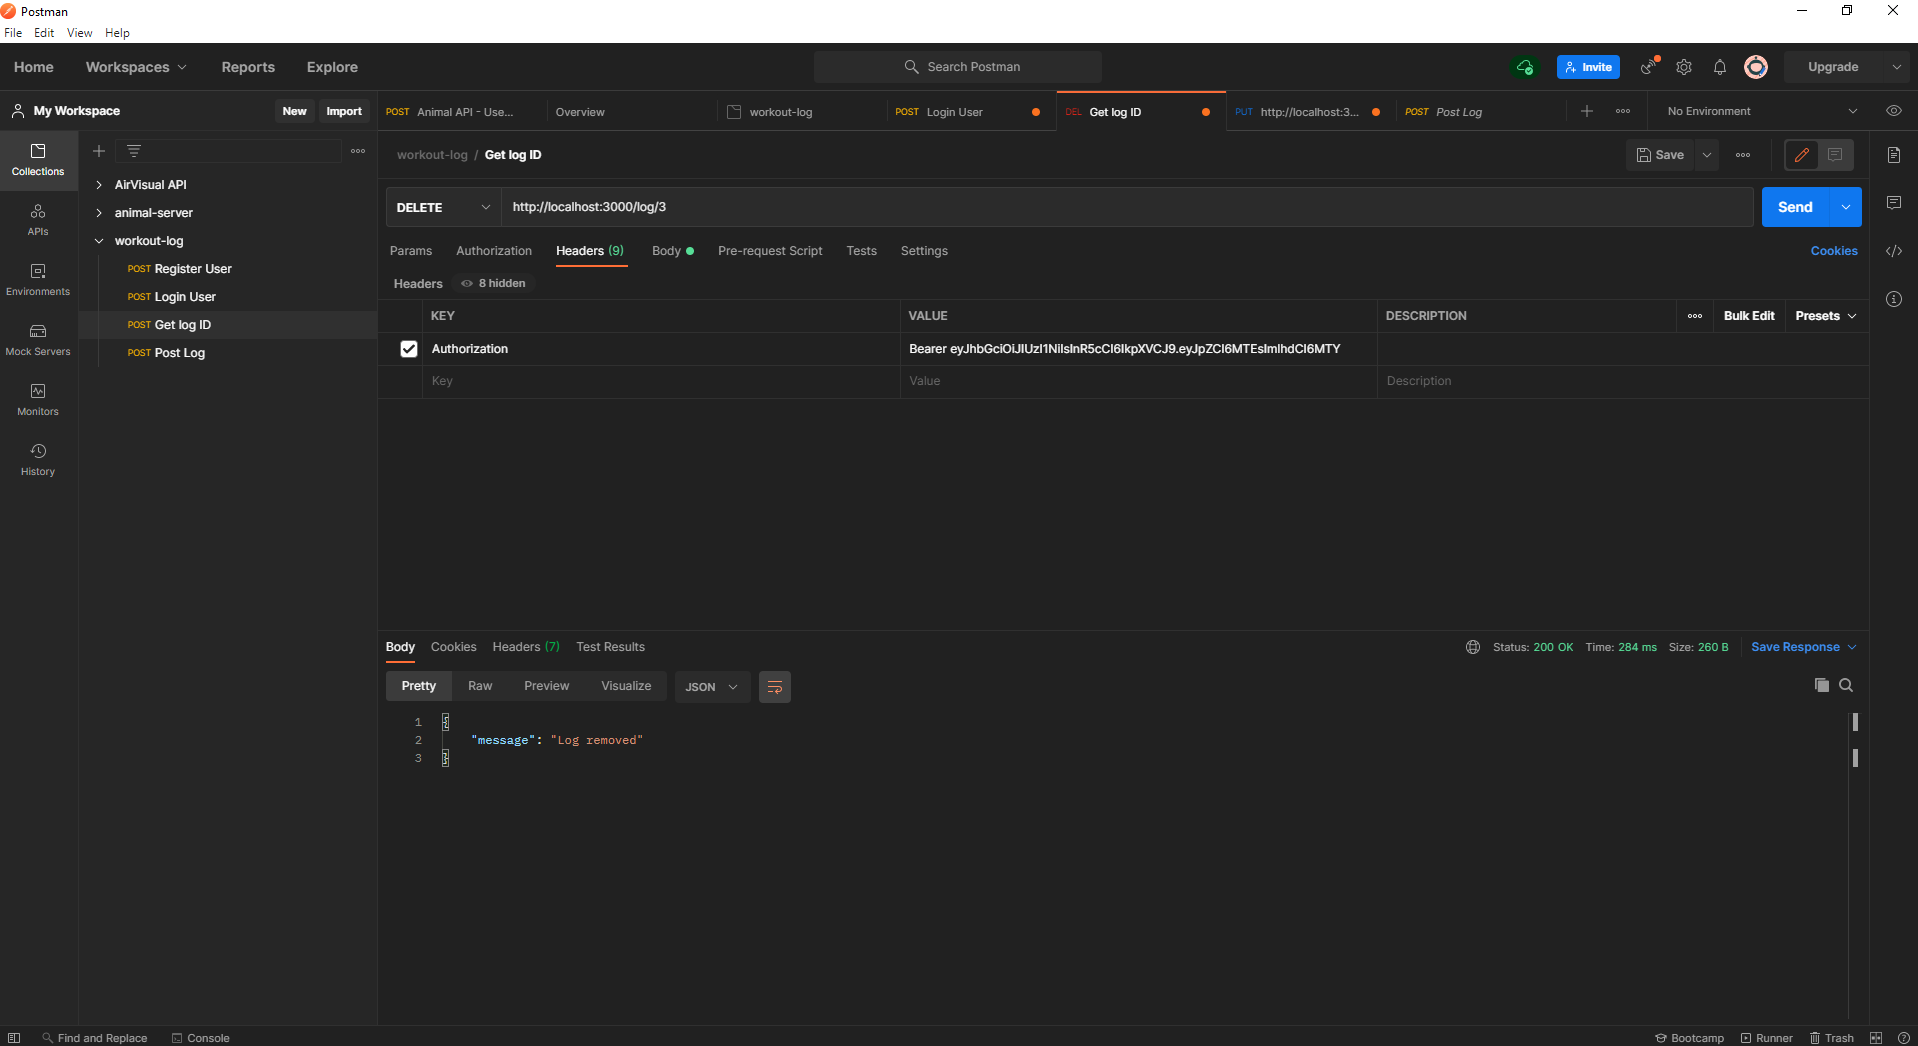 Postman
File Edit View Help
Home Workspaces Reports Explore Search Postman Invite Upgrade
My Workspace New Import
POST Animal API - Use... Overview workout-log POST Login User DEL Get log ID PUT http://localhost:3... POST Post Log No Environment
workout-log / Get log ID Save
Collections
APIs
Environments
Mock Servers
Monitors
History
AirVisual API
animal-server
workout-log
POST Register User
POST Login User
POST Get log ID
POST Post Log
DELETE http://localhost:3000/log/3 Send
Params Authorization Headers (9) Body Pre-request Script Tests Settings Cookies
Headers 8 hidden
KEY VALUE DESCRIPTION Bulk Edit Presets
Authorization Bearer eyJhbGciOiJIUzI1NiIsInR5cCI6IkpXVCJ9.eyJpZCI6MTEsImlhdCI6MTY
Key Value Description
Body Cookies Headers (7) Test Results Status: 200 OK Time: 284 ms Size: 260 B Save Response
Pretty Raw Preview Visualize JSON
1 {
2 "message": "Log removed"
3 }
Find and Replace Console Bootcamp Runner Trash